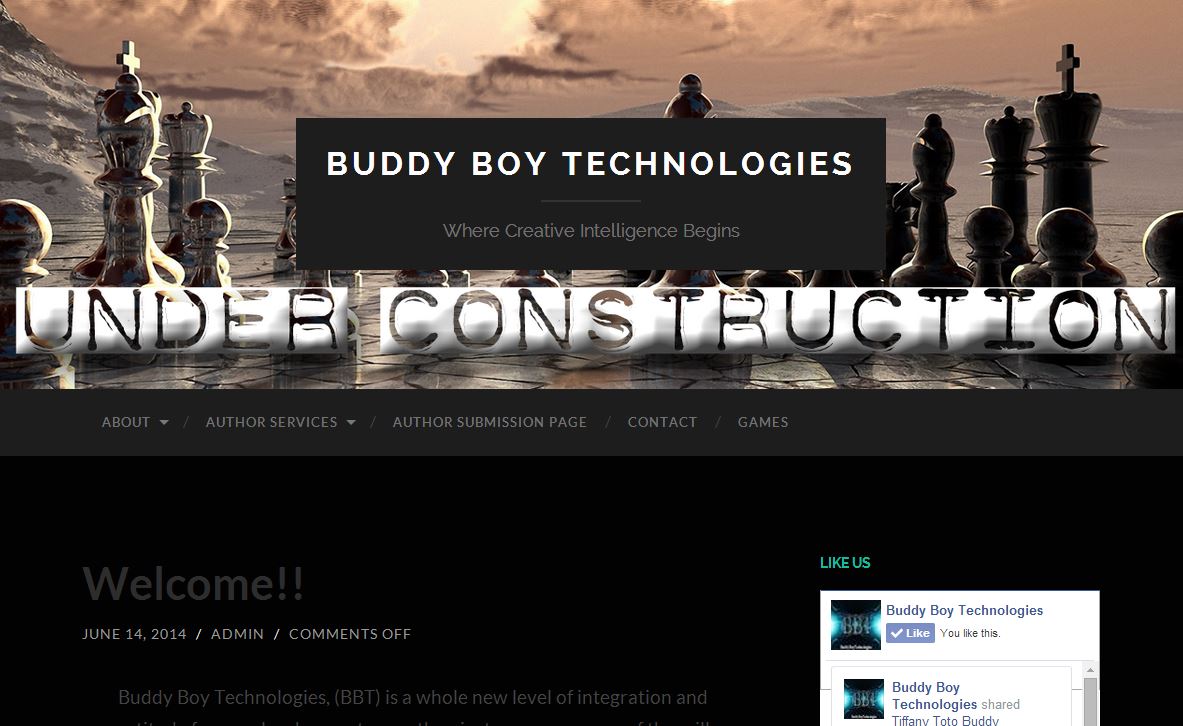 BUDDY BOY TECHNOLOGIES
Where Creative Intelligence Begins
UNDER CONSTRUCTION
ABOUT / AUTHOR SERVICES / AUTHOR SUBMISSION PAGE / CONTACT / GAMES
Welcome!!
JUNE 14, 2014 / ADMIN / COMMENTS OFF
Buddy Boy Technologies, (BBT) is a whole new level of integration and
LIKE US
BBT
Buddy Boy Technologies
Like You like this.
BBT
Buddy Boy
Technologies shared
Tiffany Toto Buddy